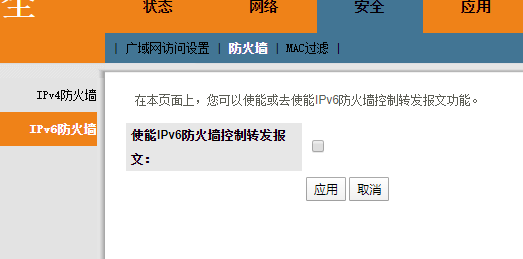 全
状态 网络 安全 应用
| 广域网访问设置 | 防火墙 | MAC过滤 |
IPv4防火墙
IPv6防火墙
在本页面上，您可以使能或去使能IPv6防火墙控制转发报文功能。
使能IPv6防火墙控制转发报
文：
应用 取消